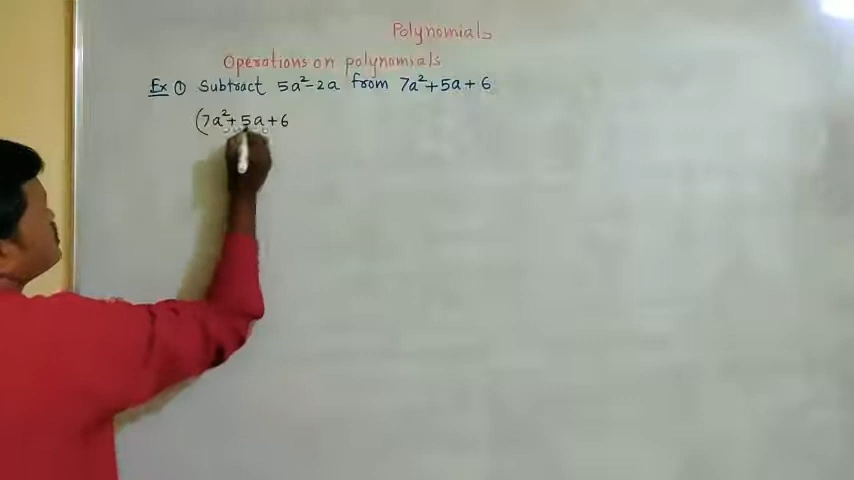 Polynomials
Operations on polynomials
Ex ① Subtract 5a²-2a from 7a²+5a+6
(7a²+5a+6